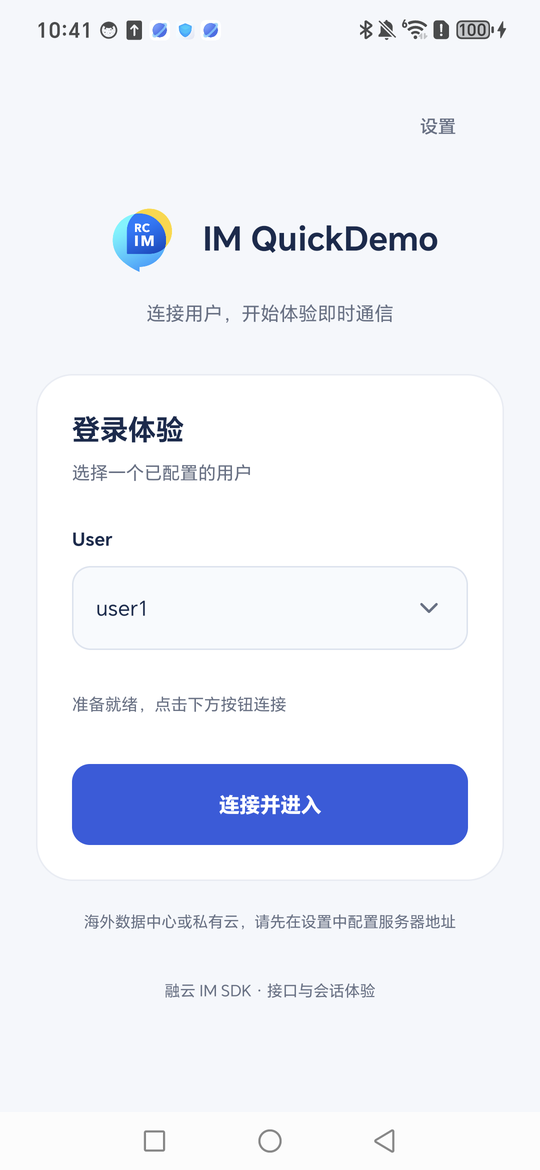 10:41
6
100
设置
RC
IM
IM QuickDemo
连接用户，开始体验即时通信
登录体验
选择一个已配置的用户
User
user1
准备就绪，点击下方按钮连接
连接并进入
海外数据中心或私有云，请先在设置中配置服务器地址
融云 IM SDK · 接口与会话体验